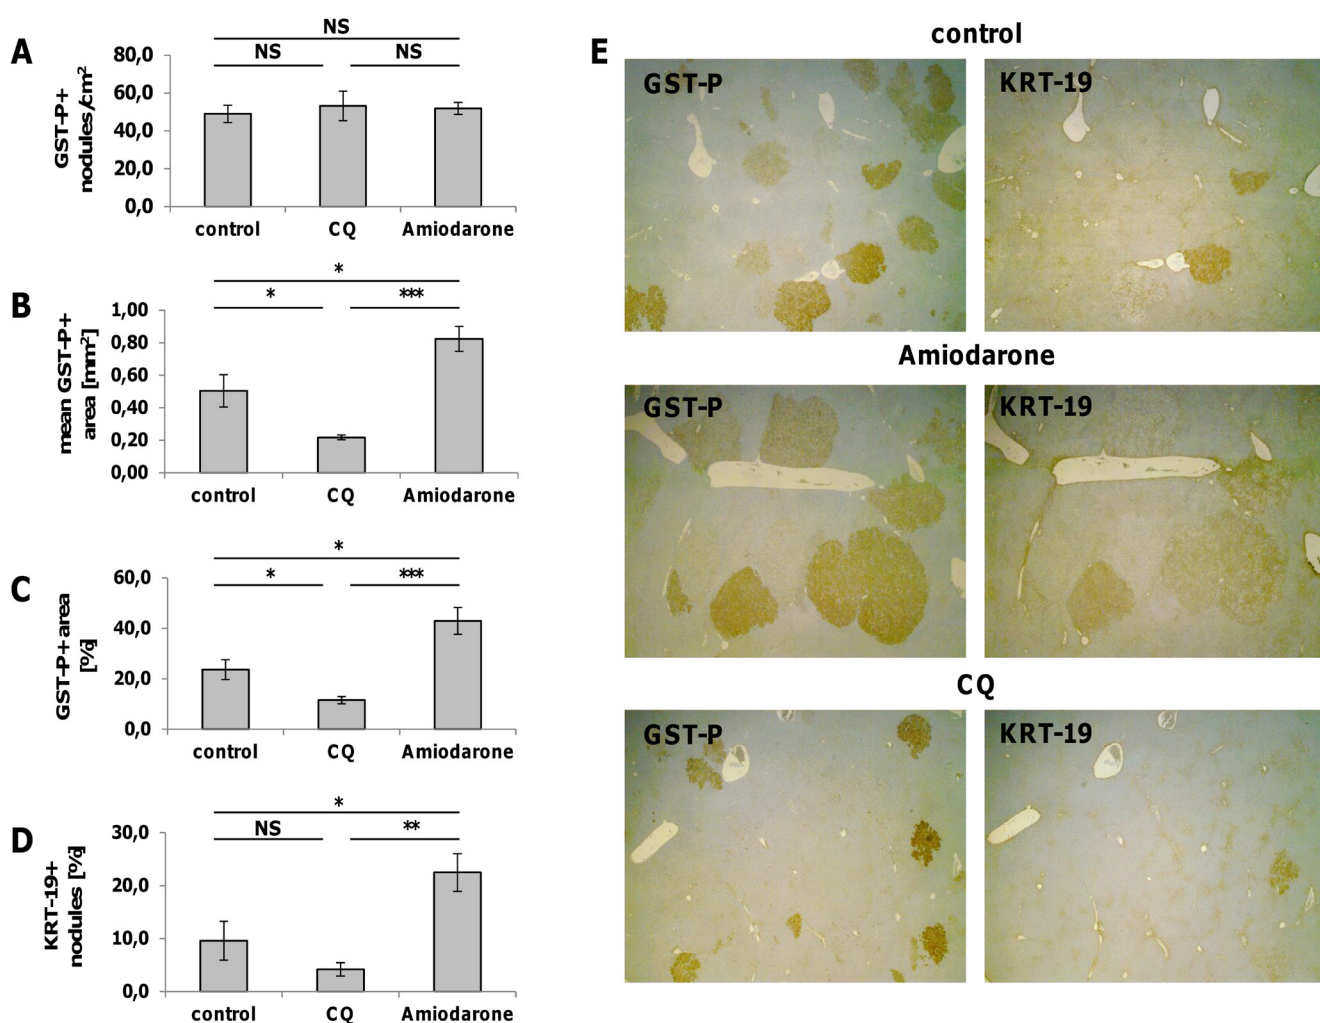 A
NS
NS
NS
GST-P+
nodules/cm²
80,0
60,0
40,0
20,0
0,0
control
CQ
Amiodarone
B
*
*
***
mean GST-P+
area [mm²]
1,00
0,80
0,60
0,40
0,20
0,00
control
CQ
Amiodarone
C
*
*
***
GST-P+ area
[%]
60,0
40,0
20,0
0,0
control
CQ
Amiodarone
D
*
NS
**
KRT-19+
nodules [%]
30,0
20,0
10,0
0,0
control
CQ
Amiodarone
E
control
GST-P
KRT-19
Amiodarone
GST-P
KRT-19
CQ
GST-P
KRT-19